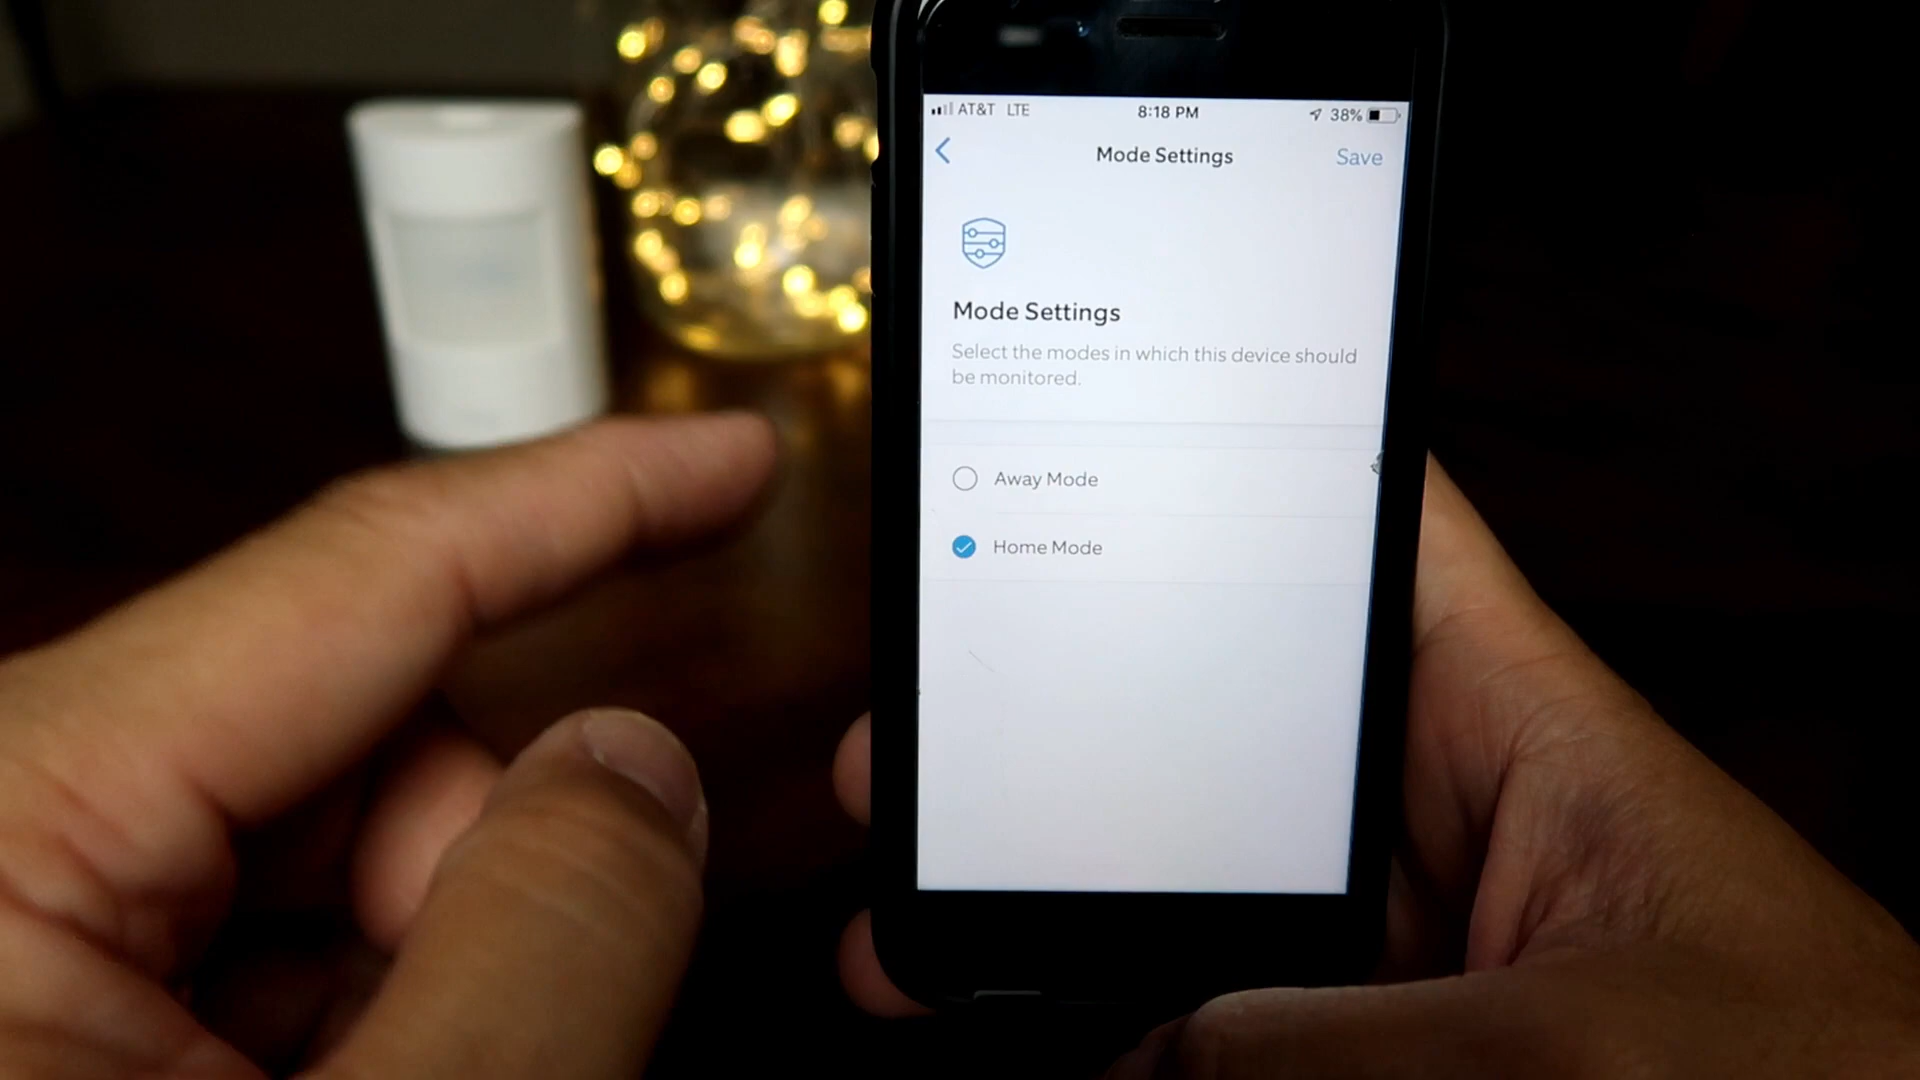 AT&T LTE 8:18 PM 38%
Mode Settings Save
Mode Settings
Select the modes in which this device should
be monitored.
Away Mode
Home Mode